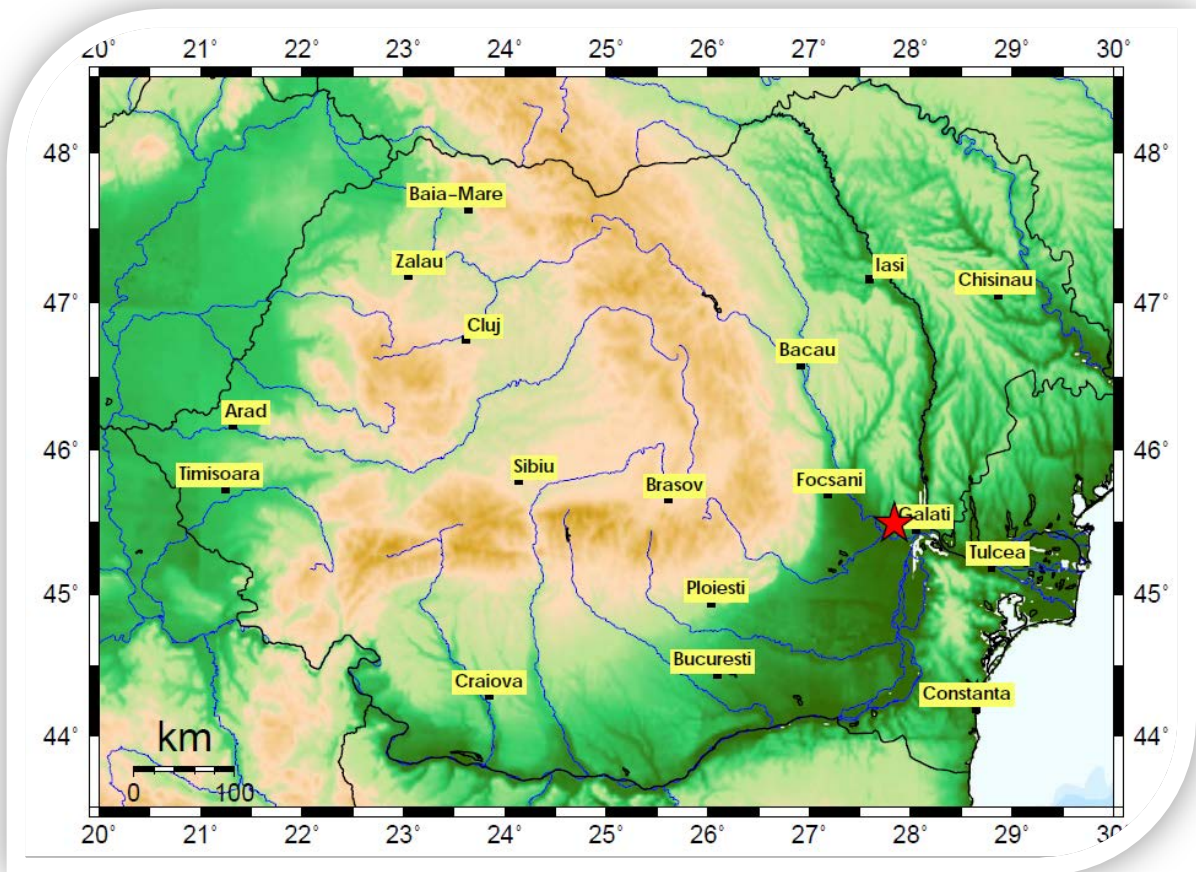 20° 21° 22° 23° 24° 25° 26° 27° 28° 29° 30°
48° 48°
Baia-Mare
Zalau
Iasi
Chisinau
47° 47°
Cluj
Bacau
Arad
46° 46°
Timisoara
Sibiu
Brasov
Focsani
Galati
Tulcea
45° 45°
Ploiesti
Bucuresti
Craiova
Constanta
44° 44°
km
0 100
20° 21° 22° 23° 24° 25° 26° 27° 28° 29° 30°